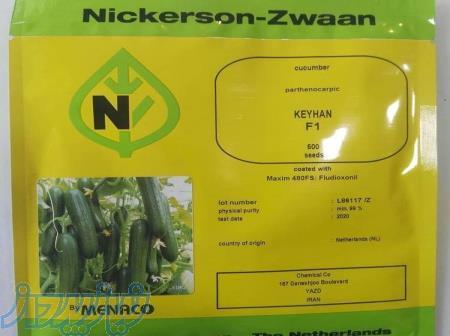 Nickerson-Zwaan
N
cucumber
parthenocarpic
KEYHAN
F1
500
seeds
coated with
Maxim 480FS: Fludioxonil
lot number : L86117 /Z
physical purity : min. 99 %
test date : 2020
country of origin : Netherlands (NL)
Chemical Co
167 Daneshjoo Boulevard
YAZD
IRAN
By MENACO
The Netherlands
نیازپرداز